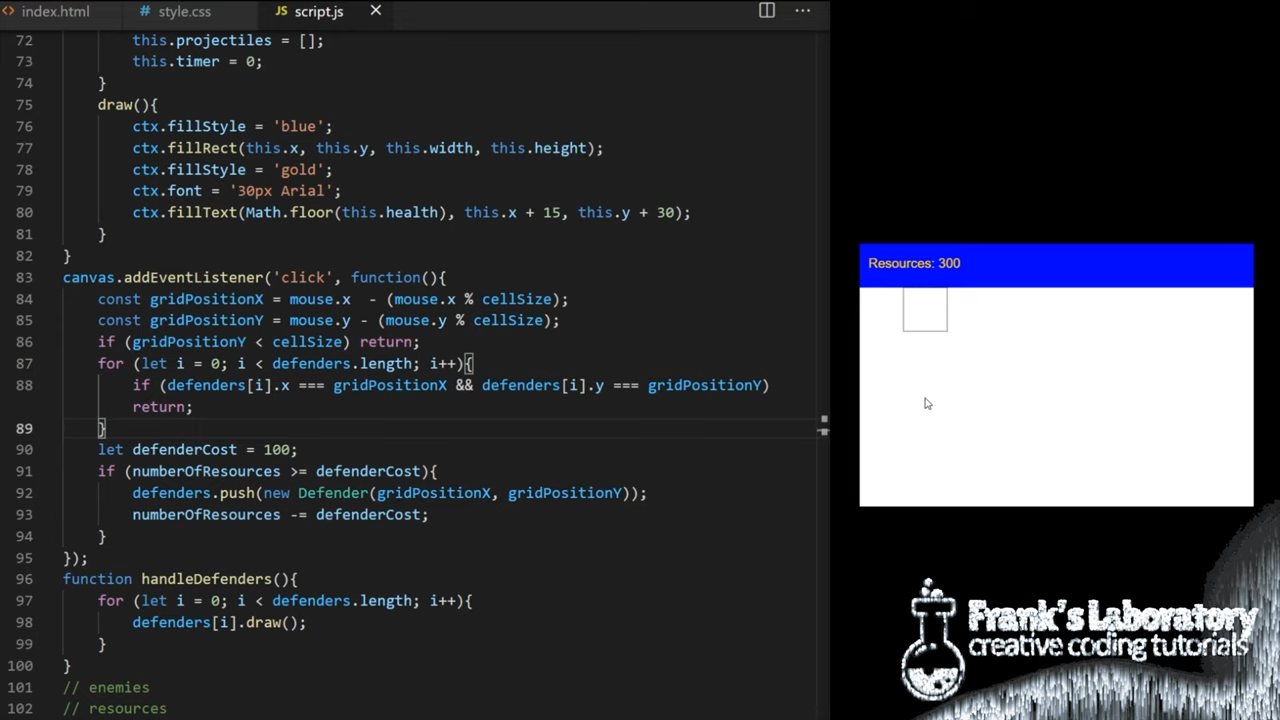 index.html
# style.css
JS script.js
72 this.projectiles = [];
73 this.timer = 0;
74 }
75 draw(){
76 ctx.fillStyle = 'blue';
77 ctx.fillRect(this.x, this.y, this.width, this.height);
78 ctx.fillStyle = 'gold';
79 ctx.font = '30px Arial';
80 ctx.fillText(Math.floor(this.health), this.x + 15, this.y + 30);
81 }
82 }
83 canvas.addEventListener('click', function(){
84 const gridPositionX = mouse.x  - (mouse.x % cellSize);
85 const gridPositionY = mouse.y - (mouse.y % cellSize);
86 if (gridPositionY < cellSize) return;
87 for (let i = 0; i < defenders.length; i++){
88 if (defenders[i].x === gridPositionX && defenders[i].y === gridPositionY)
return;
89 }
90 let defenderCost = 100;
91 if (numberOfResources >= defenderCost){
92 defenders.push(new Defender(gridPositionX, gridPositionY));
93 numberOfResources -= defenderCost;
94 }
95 });
96 function handleDefenders(){
97 for (let i = 0; i < defenders.length; i++){
98 defenders[i].draw();
99 }
100 }
101 // enemies
102 // resources
Resources: 300
Frank's Laboratory
creative coding tutorials